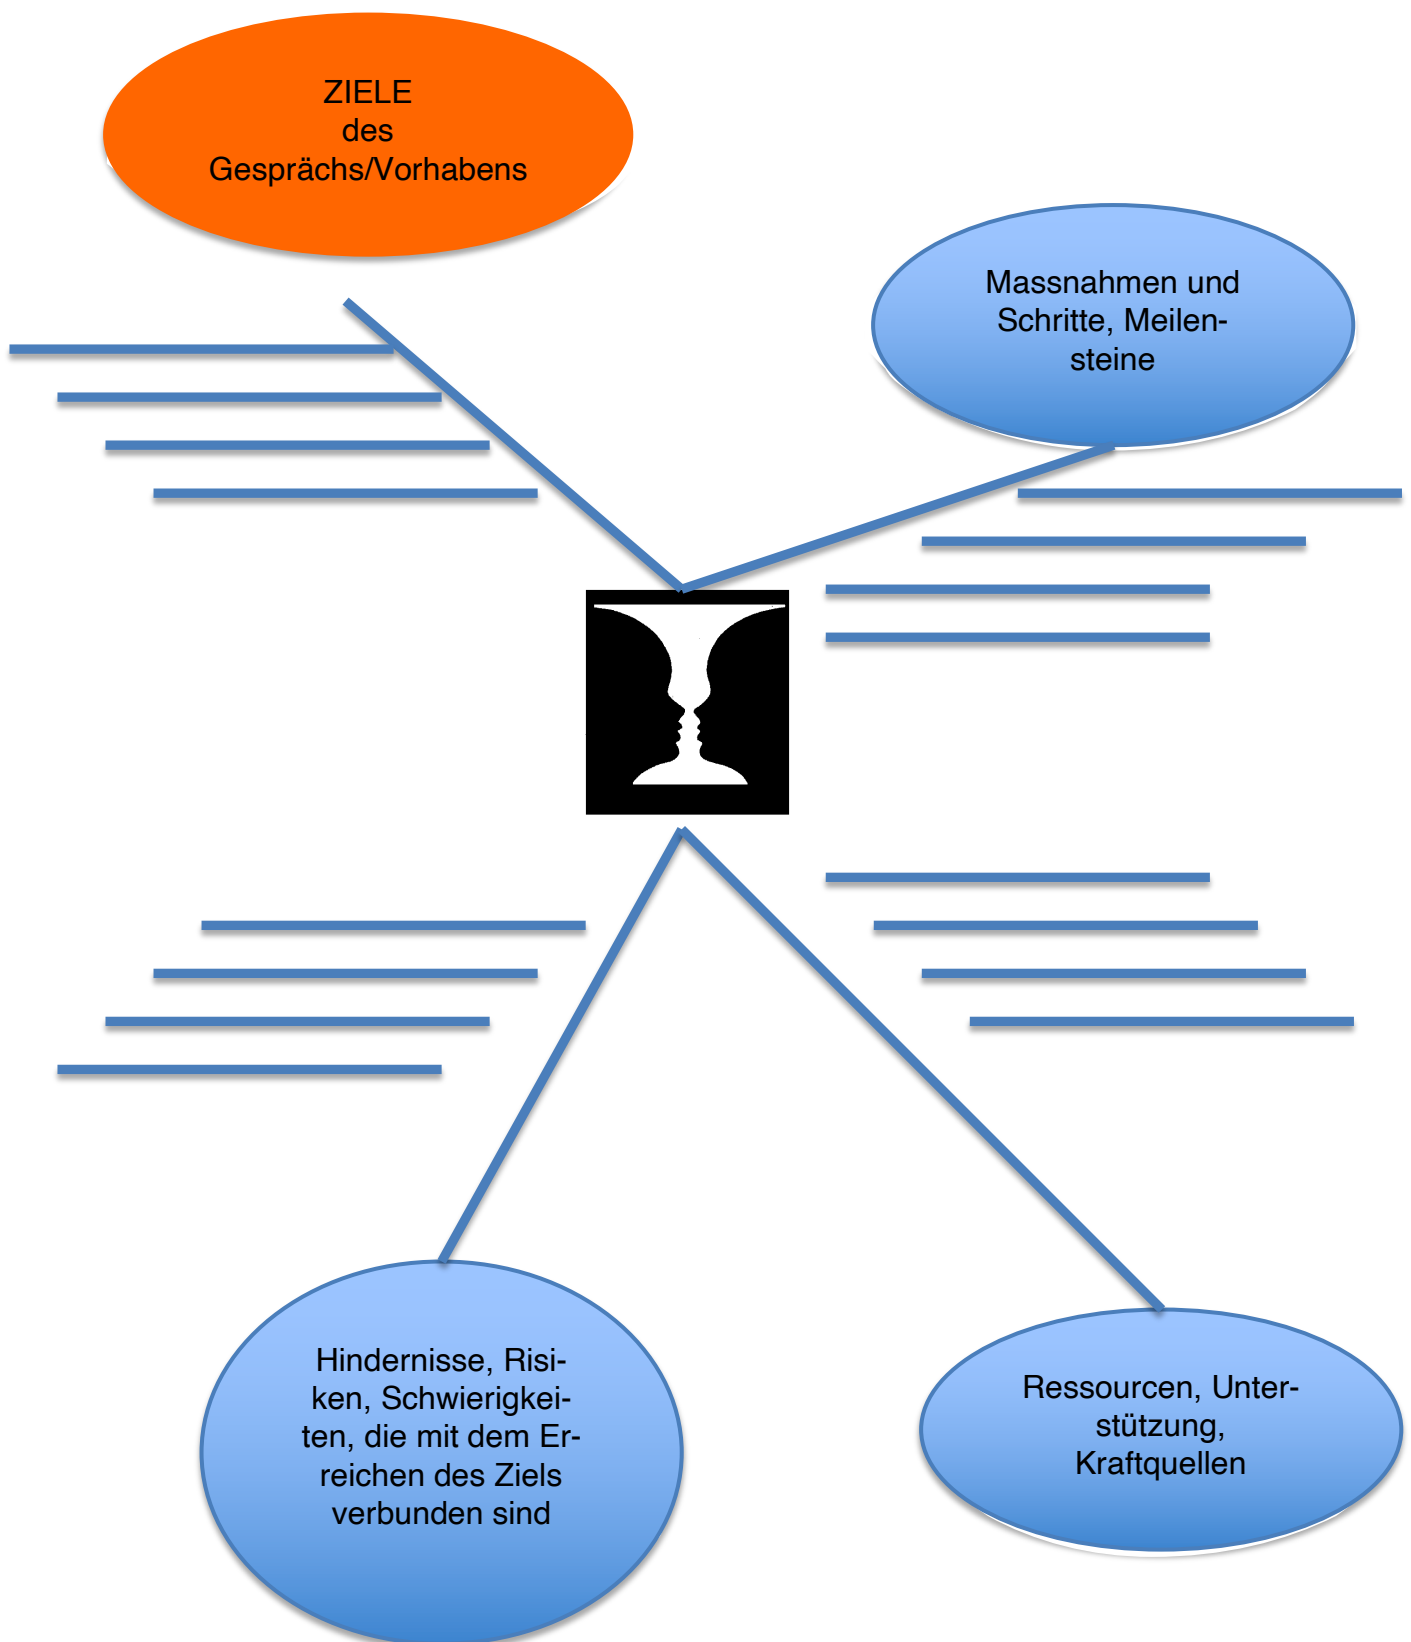 ZIELE
des
Gesprächs/Vorhabens
Massnahmen und
Schritte, Meilen-
steine
Hindernisse, Risi-
ken, Schwierigkei-
ten, die mit dem Er-
reichen des Ziels
verbunden sind
Ressourcen, Unter-
stützung,
Kraftquellen